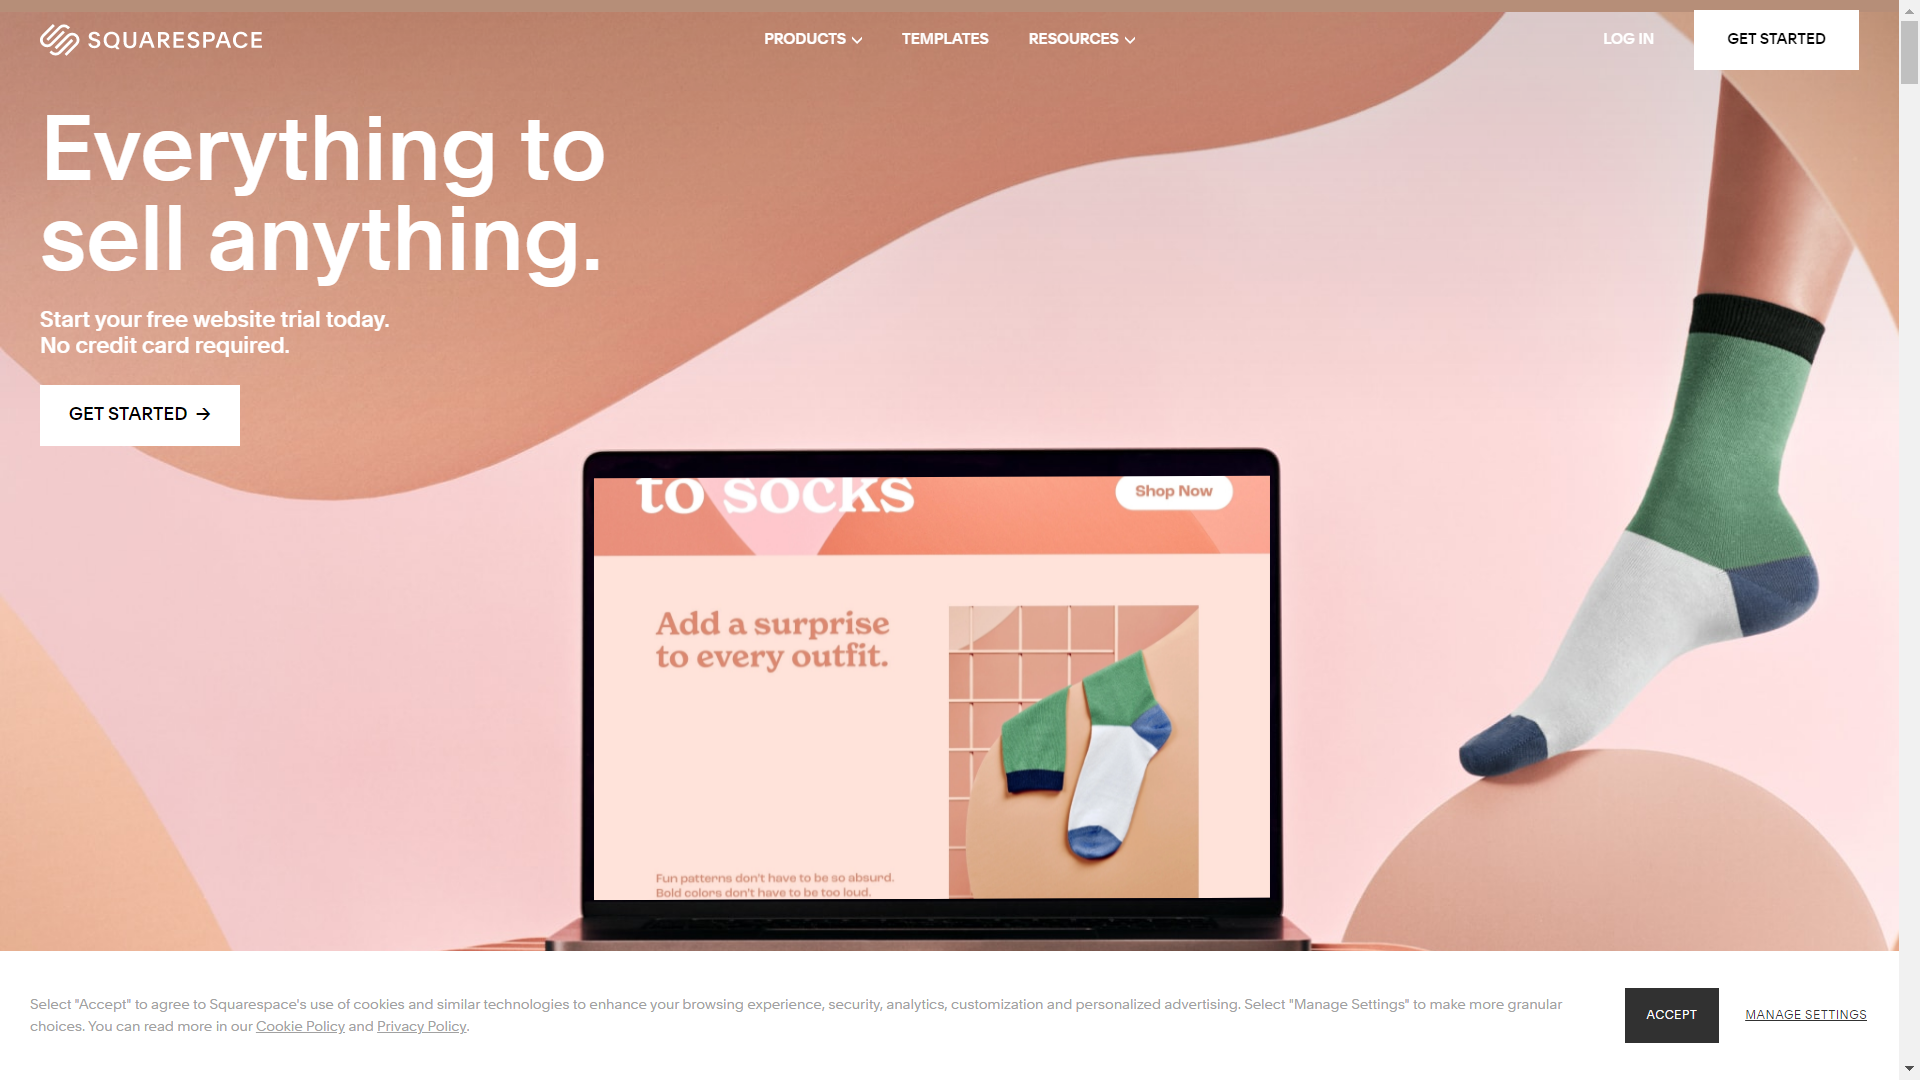 SQUARESPACE
PRODUCTS
TEMPLATES
RESOURCES
LOG IN
GET STARTED
Everything to
sell anything.
Start your free website trial today.
No credit card required.
GET STARTED →
to socks
Shop Now
Add a surprise
to every outfit.
Fun patterns don't have to be so absurd.
Bold colors don't have to be too loud.
Select "Accept" to agree to Squarespace's use of cookies and similar technologies to enhance your browsing experience, security, analytics, customization and personalized advertising. Select "Manage Settings" to make more granular
choices. You can read more in our Cookie Policy and Privacy Policy.
ACCEPT
MANAGE SETTINGS